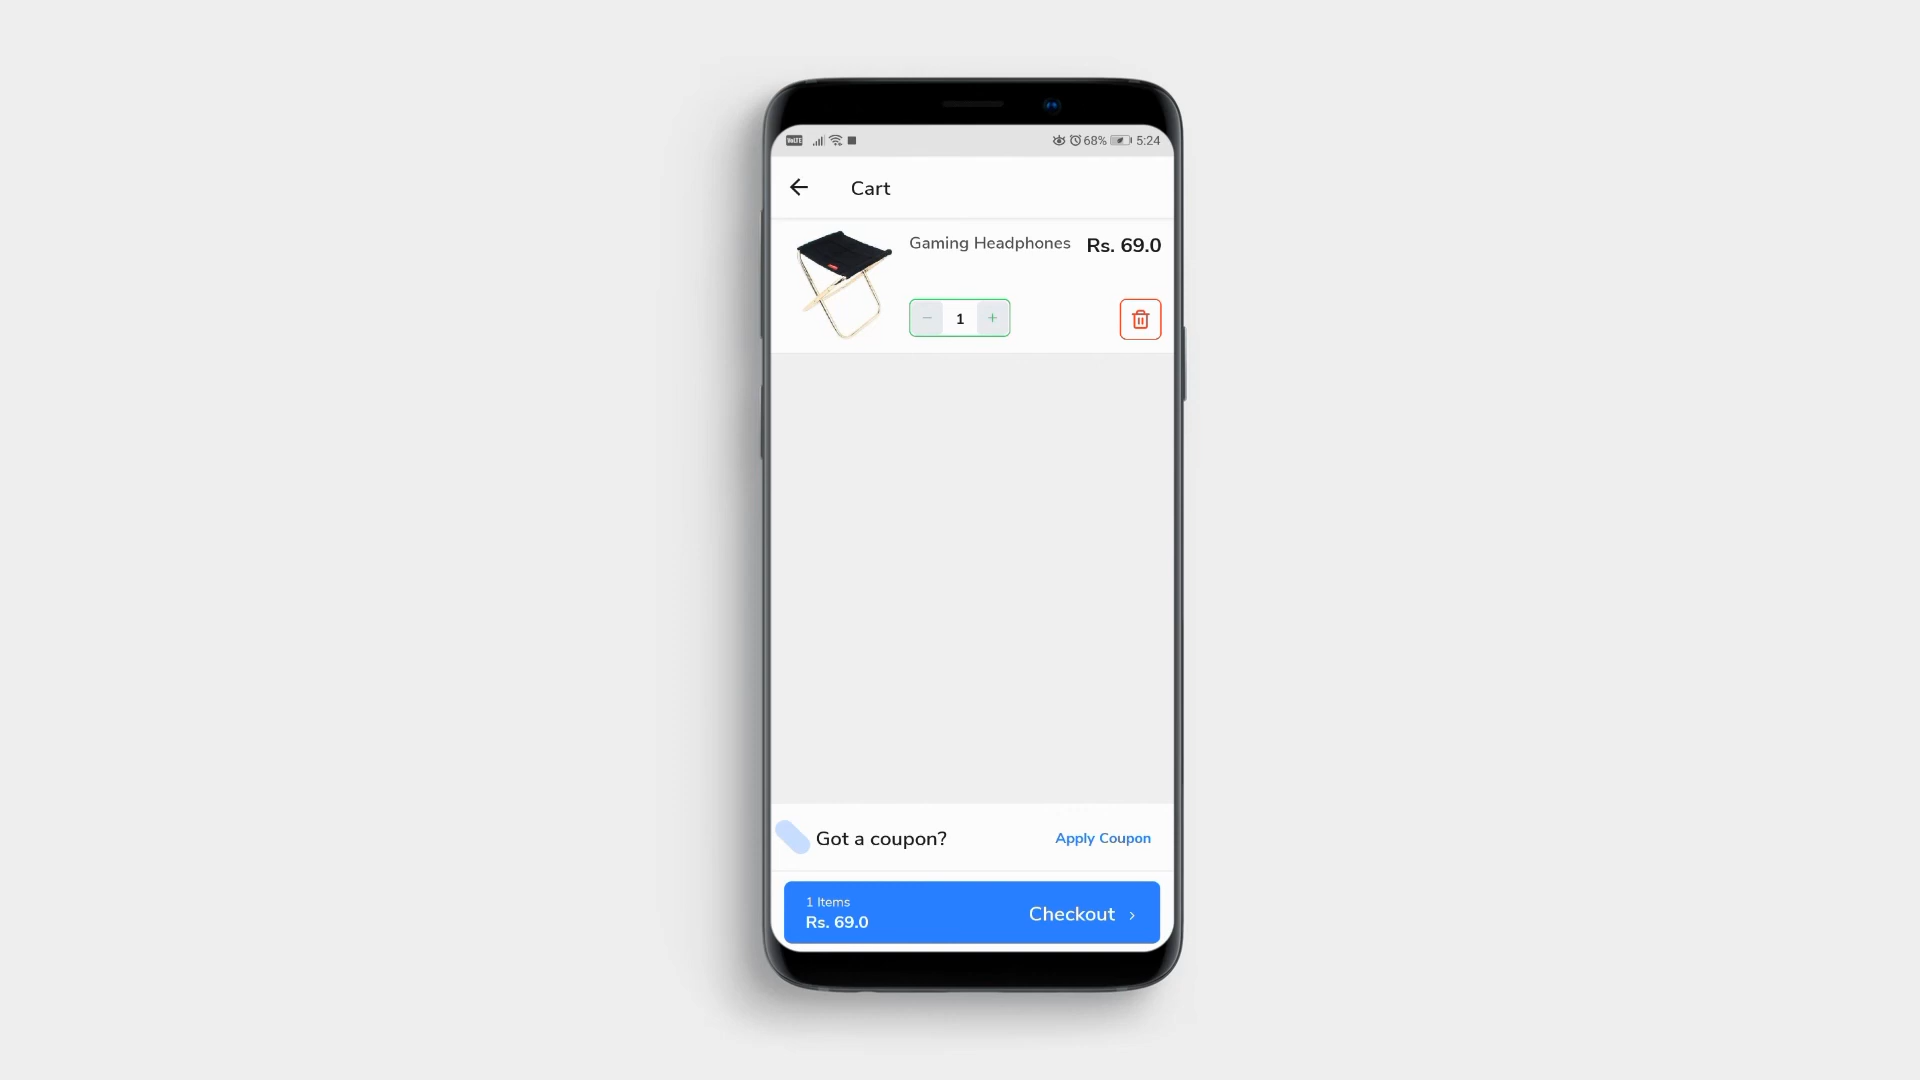 VoLTE 68% 5:24
Cart
Gaming Headphones Rs. 69.0
− 1 +
Got a coupon? Apply Coupon
1 Items
Rs. 69.0
Checkout ›